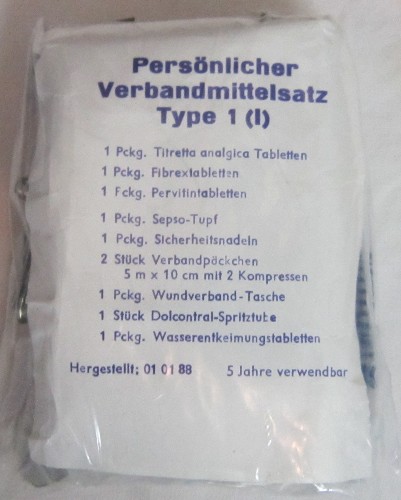 Persönlicher
Verbandmittelsatz
Type 1 (I)
1 Pckg. Titretta analgica Tabletten
1 Pckg. Fibrextabletten
1 Fckg. Pervitintabletten
1 Pckg. Sepso-Tupf
1 Pckg. Sicherheitsnadeln
2 Stück Verbandpäckchen
5 m x 10 cm mit 2 Kompressen
1 Pckg. Wundverband-Tasche
1 Stück Dolcontral-Spritztube
1 Pckg. Wasserentkeimungstabletten
Hergestellt; 01 01 88 5 Jahre verwendbar